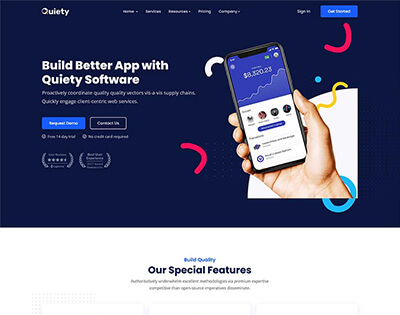 Quiety
Home
Services
Resources
Pricing
Company
Sign In
Get Started
Build Better App with
Quiety Software
Proactively coordinate quality quality vectors vis-a-vis supply chains.
Quickly engage client-centric web services.
Request Demo
Contact Us
Free 14 day trial
No credit card required
$8,320.23
Build Quality
Our Special Features
Authoritatively underwhelm excellent methodologies via premium expertise
competitive than open-source imperatives disseminate.